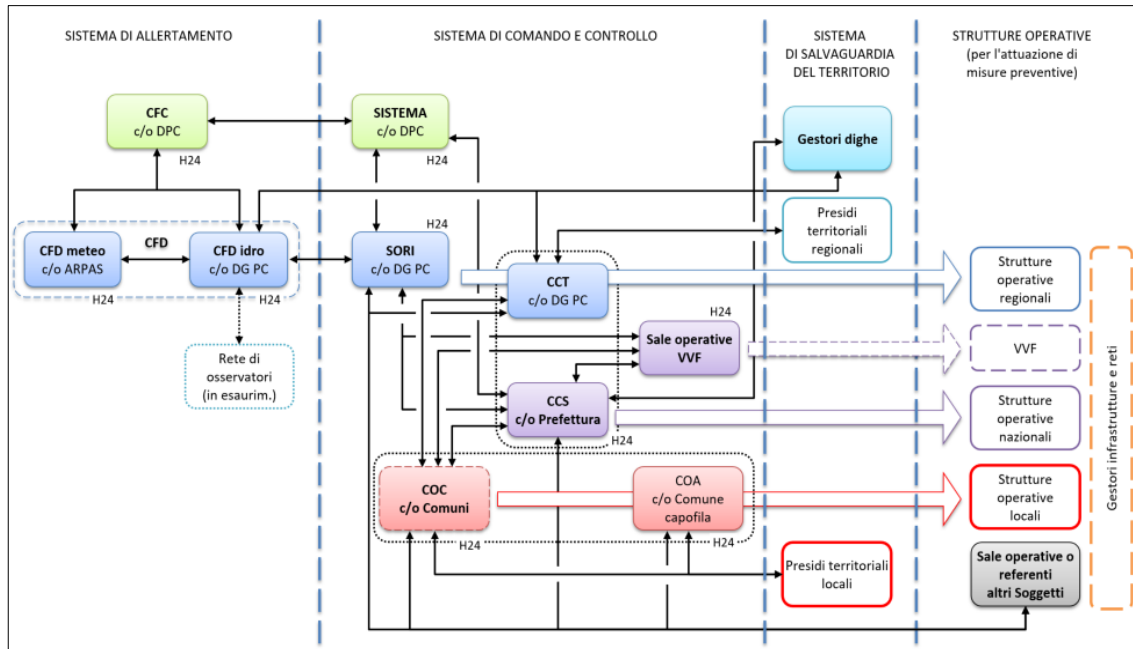 SISTEMA DI ALLERTAMENTO
SISTEMA DI COMANDO E CONTROLLO
SISTEMA
DI SALVAGUARDIA
DEL TERRITORIO
STRUTTURE OPERATIVE
(per l'attuazione di
misure preventive)
CFC
c/o DPC
H24
SISTEMA
c/o DPC
H24
Gestori dighe
CFD meteo
c/o ARPAS
H24
CFD
CFD idro
c/o DG PC
H24
H24
SORI
c/o DG PC
Presidi
territoriali
regionali
CCT
c/o DG PC
Strutture
operative
regionali
H24
Sale operative
VVF
VVF
Rete di
osservatori
(in esaurim.)
CCS
c/o Prefettura
H24
Strutture
operative
nazionali
COC
c/o Comuni
H24
COA
c/o Comune
capofila
H24
Strutture
operative
locali
Presidi territoriali
locali
Sale operative o
referenti
altri Soggetti
Gestori infrastrutture e reti